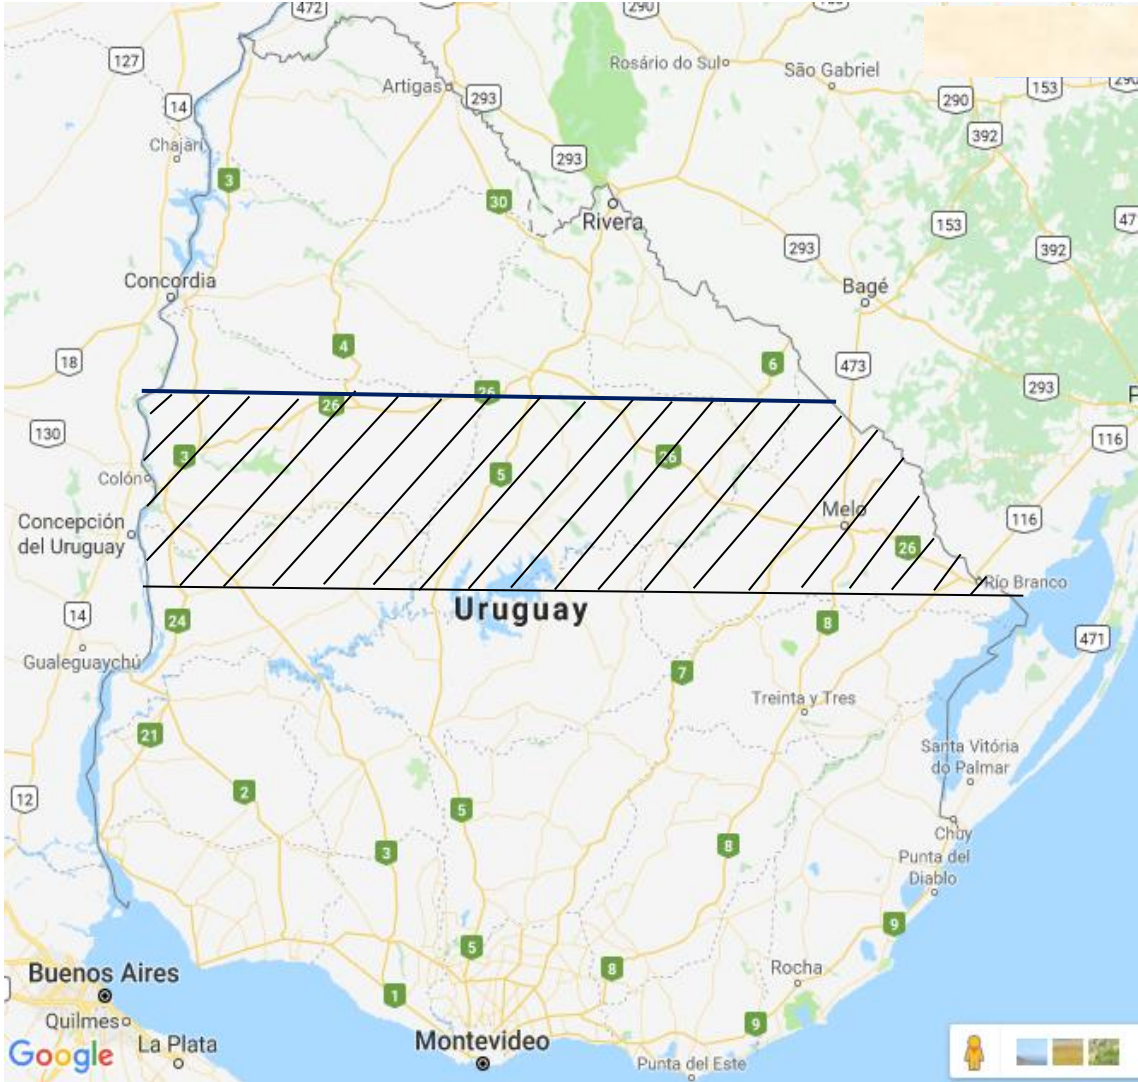 472
290
127
Rosário do Sul
São Gabriel
153
290
14
Artigas
293
290
392
Chajarí
293
3
30
Rivera
153
47
293
392
Concordia
Bagé
18
4
6
473
293
26
26
P
130
116
3
5
26
Colón
Melo
Concepción
del Uruguay
116
26
Río Branco
14
24
Uruguay
8
471
Gualeguaychú
7
Treinta y Tres
21
Santa Vitória
do Palmar
12
2
5
Chuy
3
8
Punta del
Diablo
9
5
Buenos Aires
8
Rocha
1
Quilmes
9
Google
La Plata
Montevideo
Punta del Este